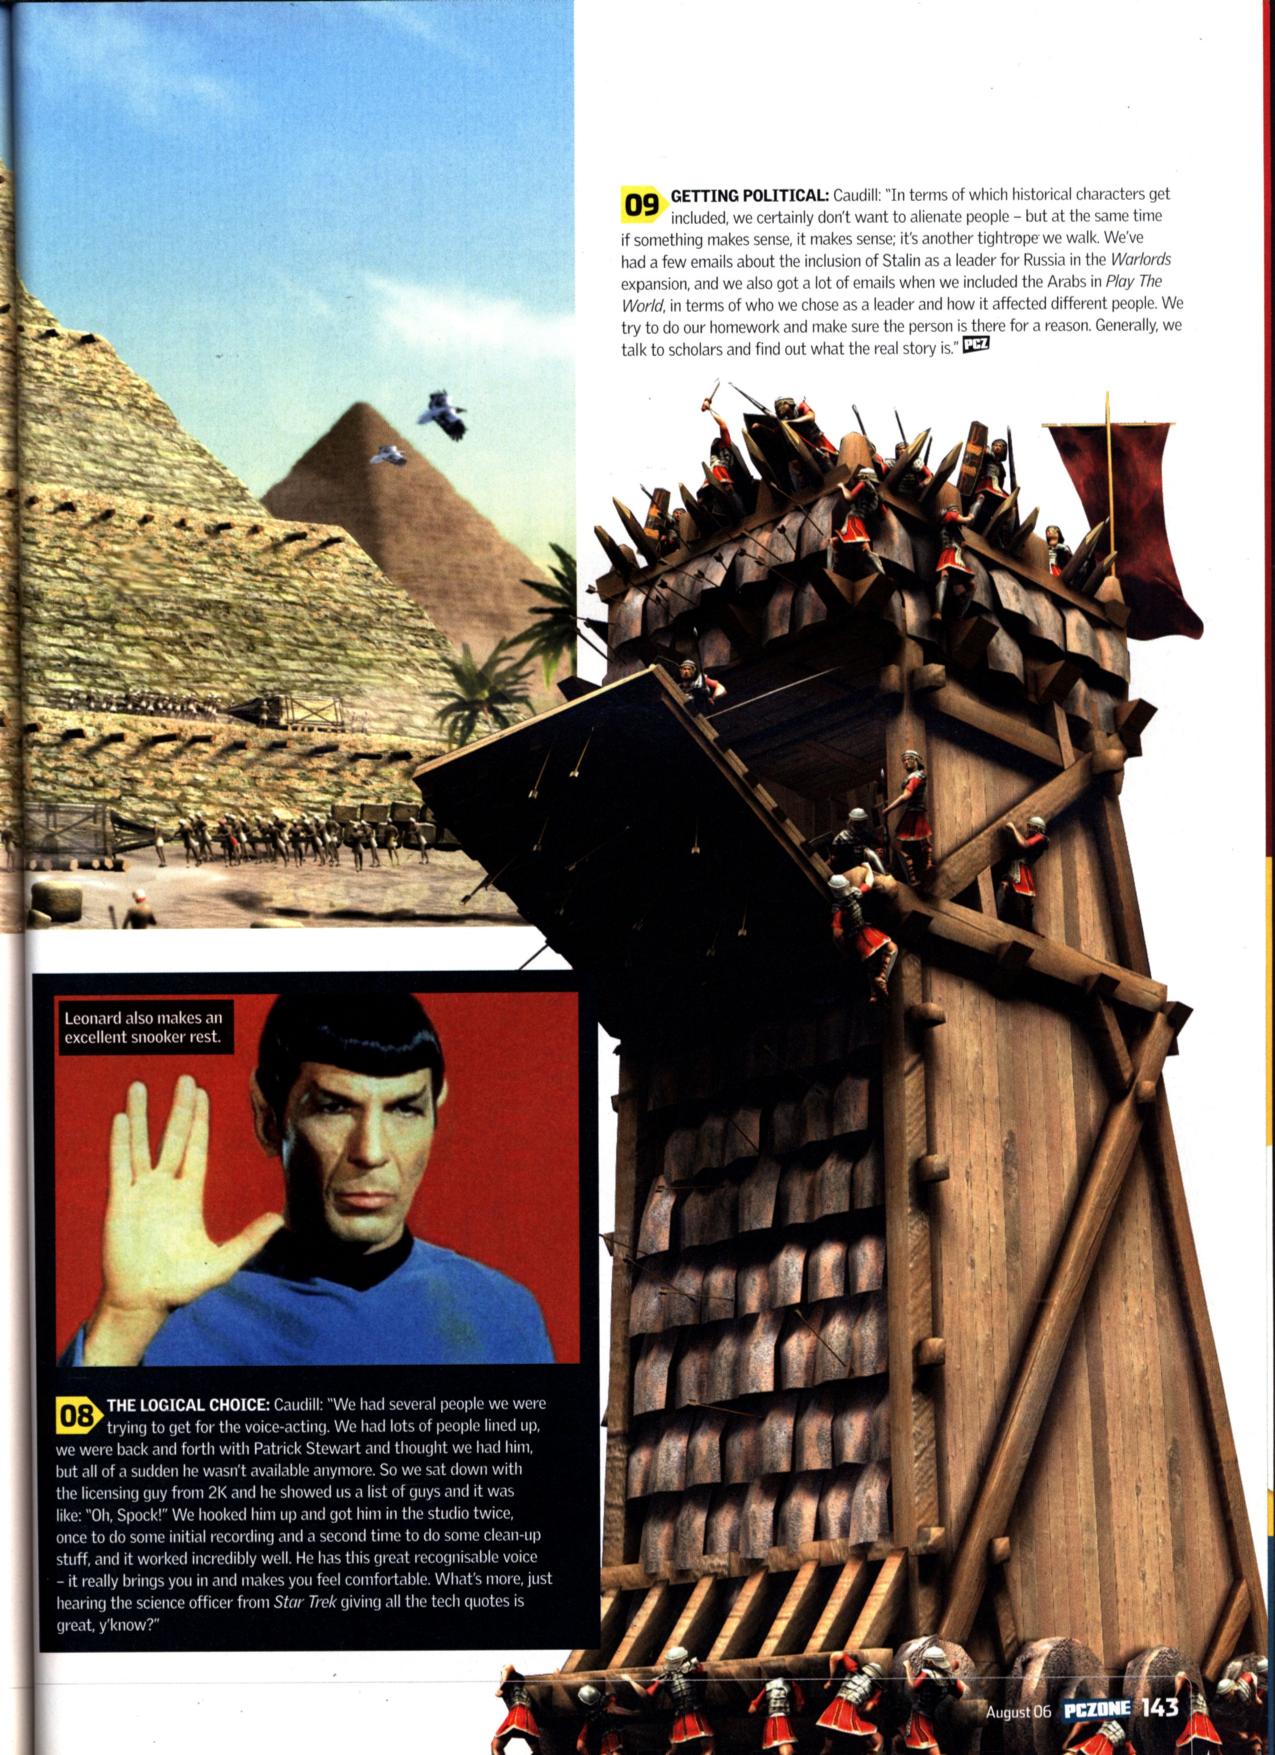 09 GETTING POLITICAL: Caudill: "In terms of which historical characters get
included, we certainly don't want to alienate people – but at the same time
if something makes sense, it makes sense; it's another tightrope we walk. We've
had a few emails about the inclusion of Stalin as a leader for Russia in the Warlords
expansion, and we also got a lot of emails when we included the Arabs in Play The
World, in terms of who we chose as a leader and how it affected different people. We
try to do our homework and make sure the person is there for a reason. Generally, we
talk to scholars and find out what the real story is." PCZ
Leonard also makes an
excellent snooker rest.
08 THE LOGICAL CHOICE: Caudill: "We had several people we were
trying to get for the voice-acting. We had lots of people lined up,
we were back and forth with Patrick Stewart and thought we had him,
but all of a sudden he wasn't available anymore. So we sat down with
the licensing guy from 2K and he showed us a list of guys and it was
like: "Oh, Spock!" We hooked him up and got him in the studio twice,
once to do some initial recording and a second time to do some clean-up
stuff, and it worked incredibly well. He has this great recognisable voice
– it really brings you in and makes you feel comfortable. What's more, just
hearing the science officer from Star Trek giving all the tech quotes is
great, y'know?"
August 06 PCZONE 143